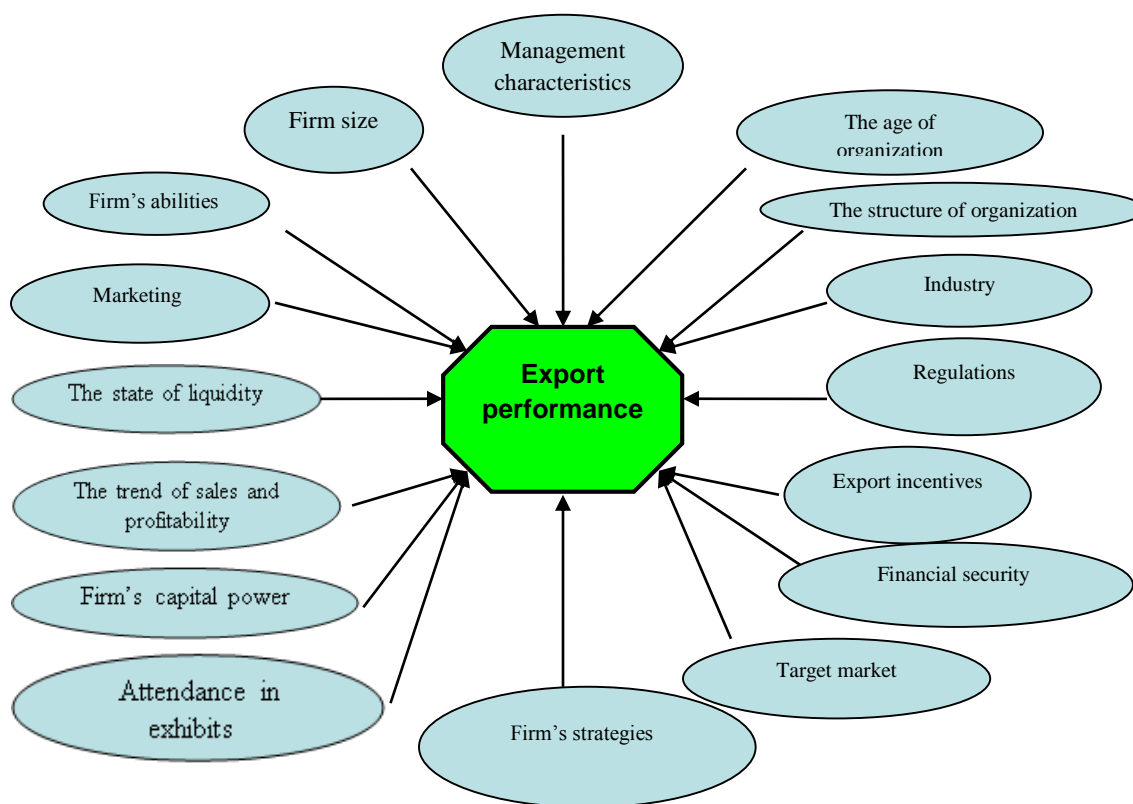 Management
characteristics
Firm size
The age of
organization
Firm’s abilities
The structure of organization
Marketing
Industry
The state of liquidity
Export
performance
Regulations
The trend of sales and
profitability
Export incentives
Firm’s capital power
Financial security
Attendance in
exhibits
Target market
Firm’s strategies